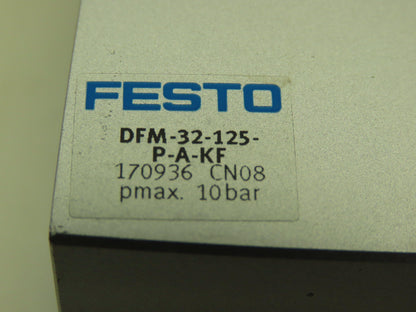 FESTO
DFM-32-125-
P-A-KF
170936 CN08
pmax. 10bar